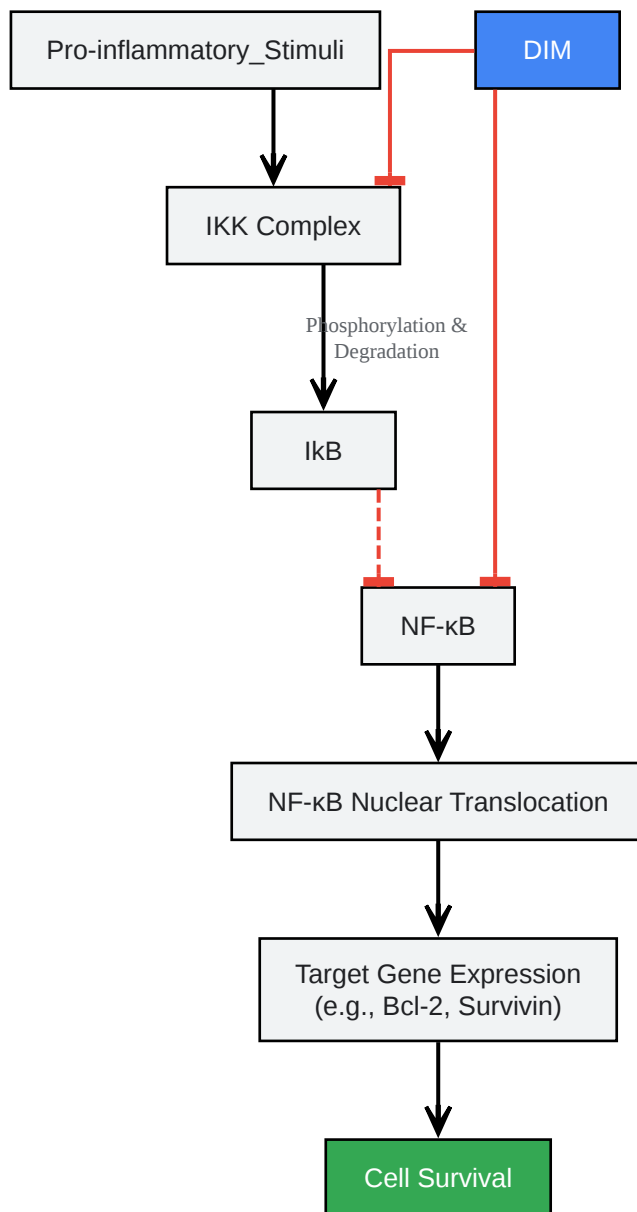 Pro-inflammatory_Stimuli
DIM
IKK Complex
Phosphorylation &
Degradation
IkB
NF-κB
NF-κB Nuclear Translocation
Target Gene Expression
(e.g., Bcl-2, Survivin)
Cell Survival